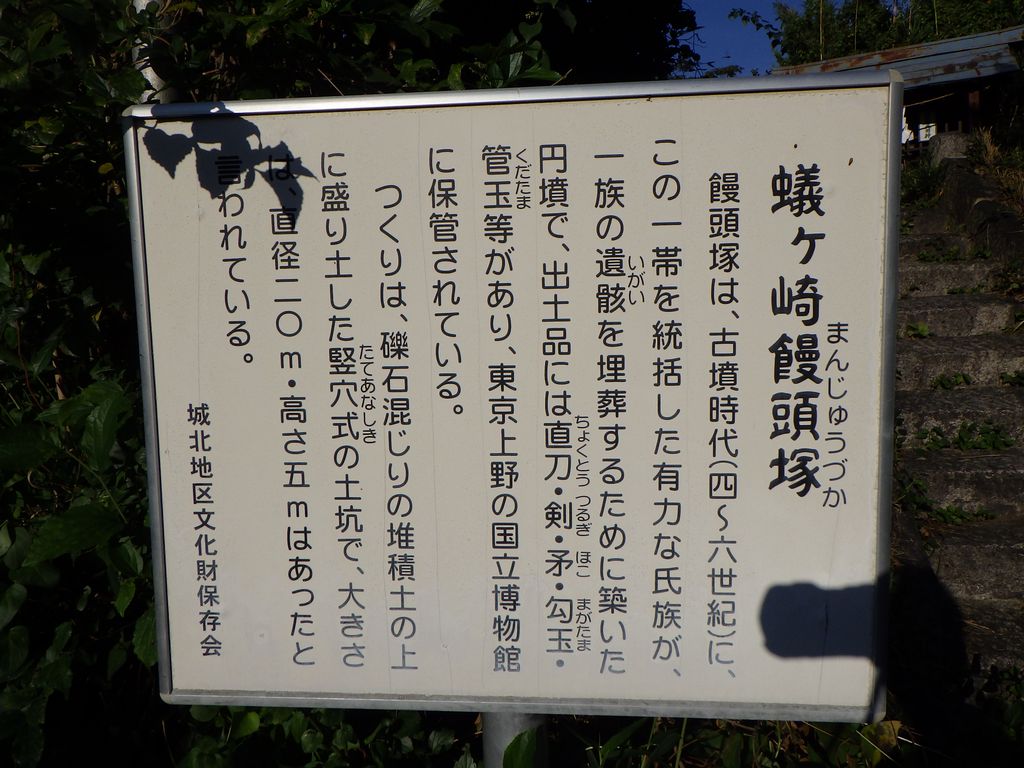 蟻ヶ崎饅頭塚
まんじゅうづか
饅頭塚は、古墳時代(四～六世紀)に、
この一帯を統括した有力な氏族が、
一族の遺骸を埋葬するために築いた
いがい
円墳で、出土品には直刀・剣・矛・勾玉・
ちょくとう つるぎ ほこ まがたま
管玉等があり、東京上野の国立博物館
くだたま
に保管されている。
つくりは、礫石混じりの堆積土の上
に盛り土した竪穴式の土坑で、大きさ
たてあなしき
は、直径二〇m・高さ五mはあったと
言われている。
城北地区文化財保存会